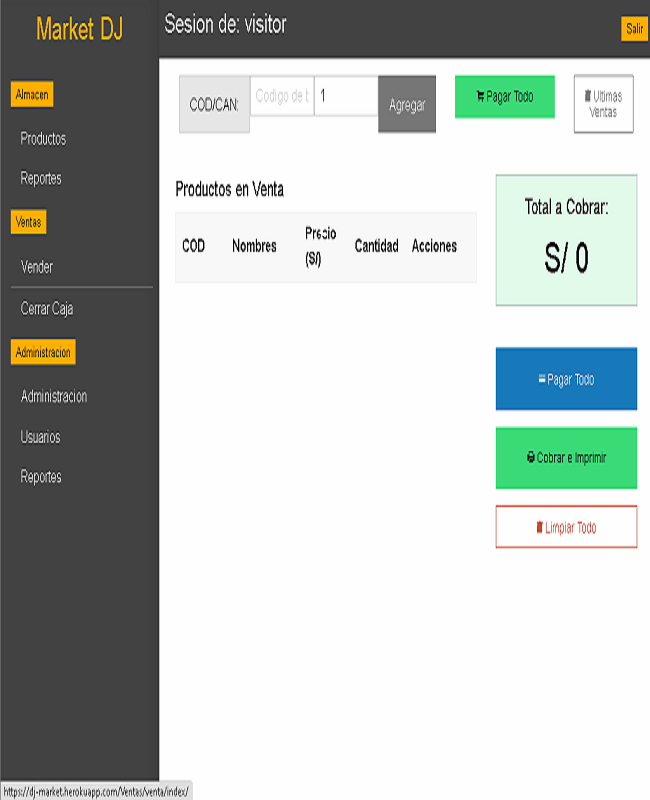 Market DJ
Sesion de: visitor
Salir
Almacen
Productos
Reportes
Ventas
Vender
Cerrar Caja
Administracion
Administracion
Usuarios
Reportes
COD/CAN:
Codigo de b
1
Agregar
Pagar Todo
Ultimas
Ventas
Productos en Venta
COD Nombres Precio (S/) Cantidad Acciones
Total a Cobrar:
S/ 0
Pagar Todo
Cobrar e Imprimir
Limpiar Todo
https://dj-market.herokuapp.com/Ventas/venta/index/